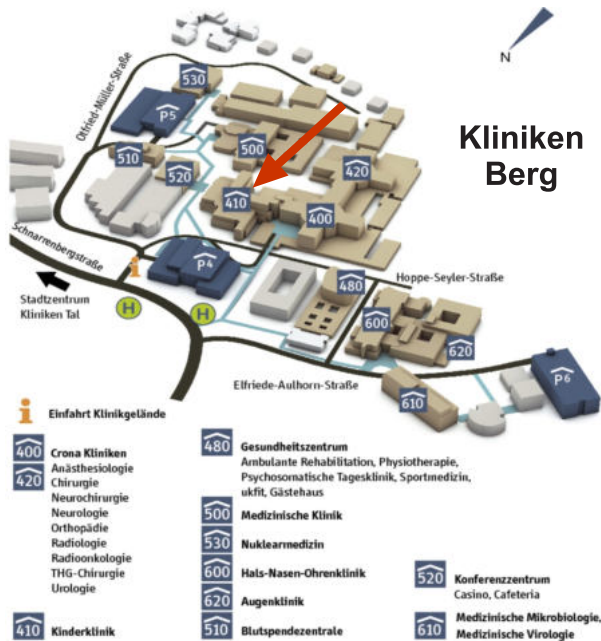 N
Kliniken
Berg
Otfried-Müller-Straße
530
P5
510
500
520
420
410
400
Schnarrenbergstraße
P4
i
Stadtzentrum
Kliniken Tal
H
H
480
Hoppe-Seyler-Straße
600
620
P6
Elfriede-Aulhorn-Straße
610
i Einfahrt Klinikgelände
400 Crona Kliniken
420 Anästhesiologie
Chirurgie
Neurochirurgie
Neurologie
Orthopädie
Radiologie
Radioonkologie
THG-Chirurgie
Urologie
410 Kinderklinik
480 Gesundheitszentrum
Ambulante Rehabilitation, Physiotherapie,
Psychosomatische Tagesklinik, Sportmedizin,
ukfit, Gästehaus
500 Medizinische Klinik
530 Nuklearmedizin
600 Hals-Nasen-Ohrenklinik
620 Augenklinik
510 Blutspendezentrale
520 Konferenzzentrum
Casino, Cafeteria
610 Medizinische Mikrobiologie,
Medizinische Virologie